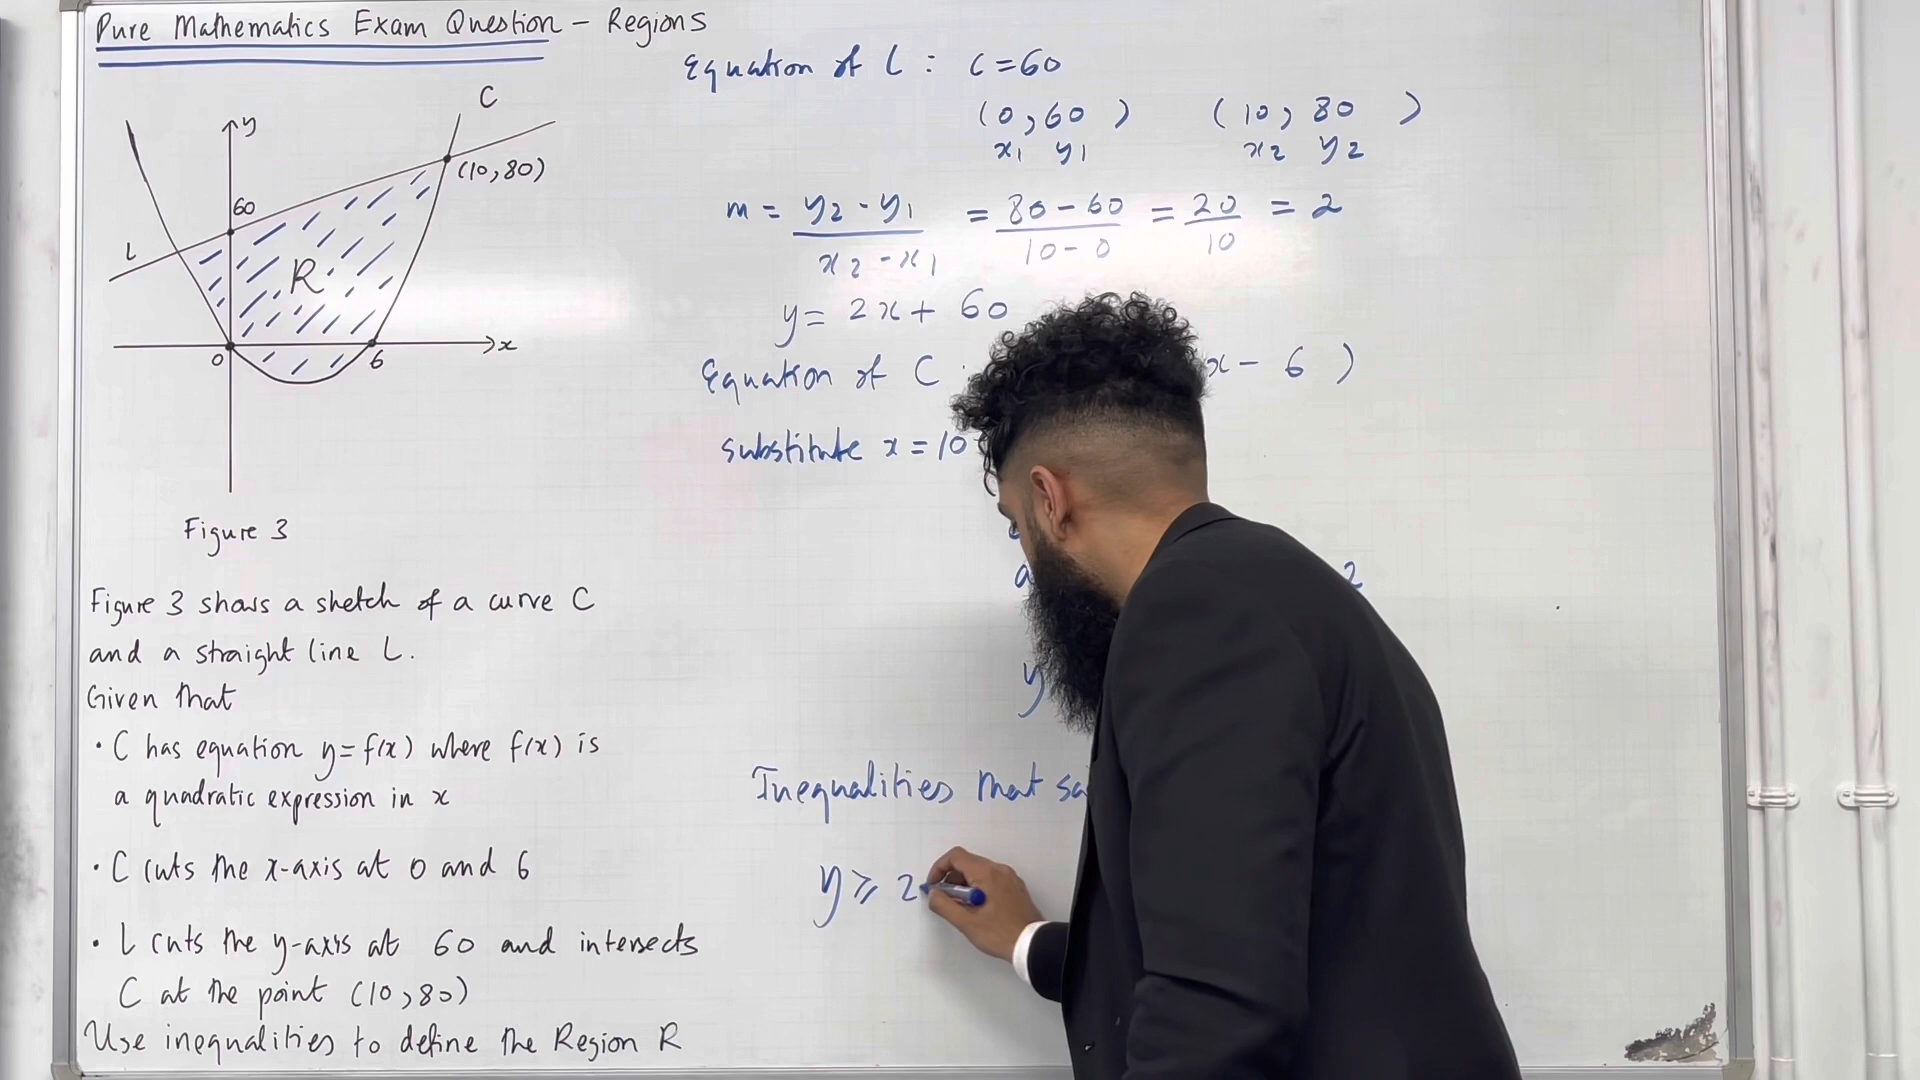 Pure Mathematics Exam Question - Regions
C
y
(10,80)
60
L
R
x
0
6
Figure 3
Figure 3 shows a sketch of a curve C
and a straight line L.
Given that
• C has equation y=f(x) where f(x) is
a quadratic expression in x
• C cuts the x-axis at 0 and 6
• L cuts the y-axis at 60 and intersects
C at the point (10,80)
Use inequalities to define the Region R
Equation of L : C=60
(0,60) (10,80)
x1 y1 x2 y2
m = y2-y1 / x2-x1 = 80-60 / 10-0 = 20/10 = 2
y = 2x + 60
Equation of C x - 6 )
substitute x = 10
a 2
y
Inequalities that
y ⩾ 2